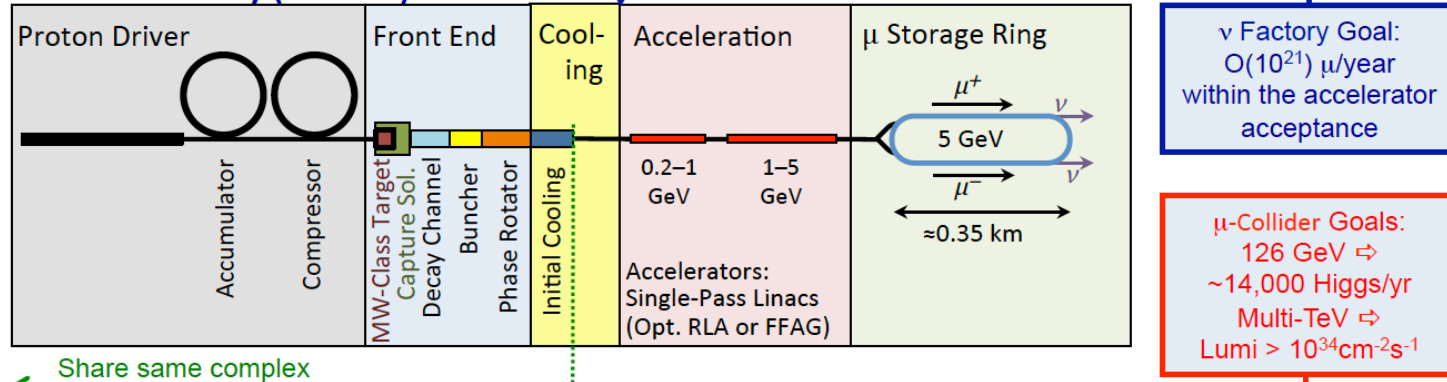 Proton Driver
Front End
Cool-
ing
Acceleration
μ Storage Ring
μ+
ν
5 GeV
μ−
ν
≈0.35 km
0.2–1
GeV
1–5
GeV
Accumulator
Compressor
MW-Class Target
Capture Sol.
Decay Channel
Buncher
Phase Rotator
Initial Cooling
Accelerators:
Single-Pass Linacs
(Opt. RLA or FFAG)
Share same complex
ν Factory Goal:
O(10²¹) μ/year
within the accelerator
acceptance
μ-Collider Goals:
126 GeV ⇨
~14,000 Higgs/yr
Multi-TeV ⇨
Lumi > 10³⁴cm⁻²s⁻¹